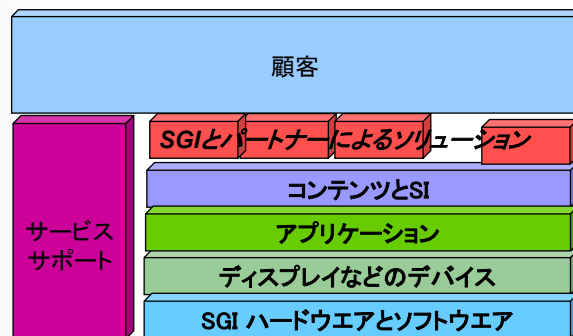 顧客
SGIとパートナーによるソリューション
コンテンツとSI
アプリケーション
サービス
サポート
ディスプレイなどのデバイス
SGI ハードウエアとソフトウエア